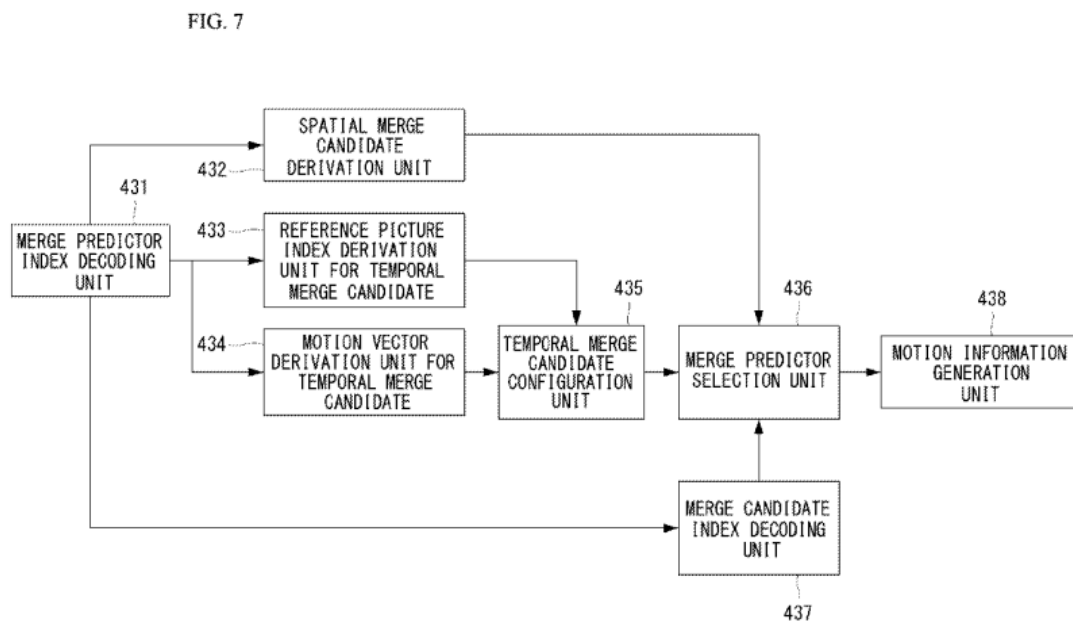 FIG. 7
SPATIAL MERGE
CANDIDATE
DERIVATION UNIT
432
431
MERGE PREDICTOR
INDEX DECODING
UNIT
433
REFERENCE PICTURE
INDEX DERIVATION
UNIT FOR TEMPORAL
MERGE CANDIDATE
434
MOTION VECTOR
DERIVATION UNIT FOR
TEMPORAL MERGE
CANDIDATE
435
TEMPORAL MERGE
CANDIDATE
CONFIGURATION
UNIT
436
MERGE PREDICTOR
SELECTION UNIT
438
MOTION INFORMATION
GENERATION
UNIT
MERGE CANDIDATE
INDEX DECODING
UNIT
437